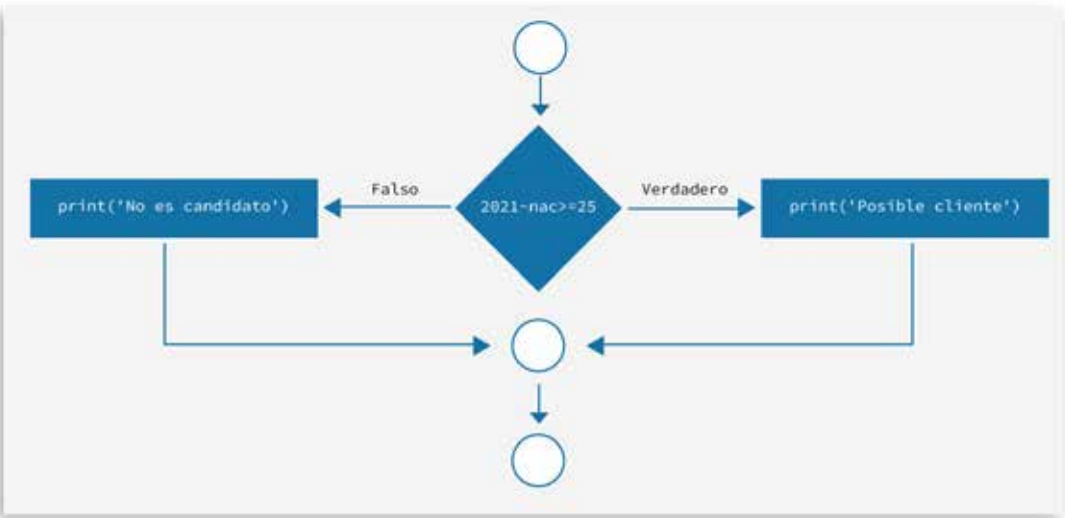 Falso
Verdadero
print('No es candidato')
2021-nac>=25
print('Posible cliente')